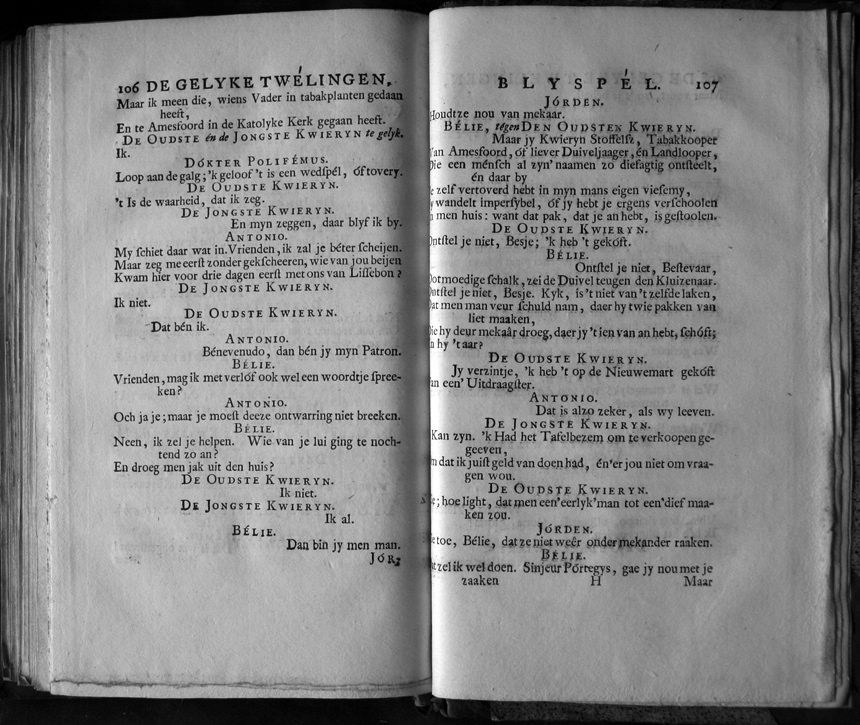 106 DE GELYKE TWÉLINGEN,
Maar ik meen die, wiens Vader in tabakplanten gedaan
heeft,
En te Amesfoord in de Katolyke Kerk gegaan heeft.
DE OUDSTE én de JONGSTE KWIERYN te gelyk.
Ik.
DÓKTER POLIFÉMUS.
Loop aan de galg; 'k geloof 't is een wedſpél, óftovery.
DE OUDSTE KWIERYN.
't Is de waarheid, dat ik zeg.
DE JONGSTE KWIERYN.
En myn zeggen, daar blyf ik by.
ANTONIO.
My ſchiet daar wat in. Vrienden, ik zal je béter ſcheijen.
Maar zeg me eerſt zonder gekſcheeren, wie van jou beijen
Kwam hier voor drie dagen eerſt met ons van Liſſebon?
DE JONGSTE KWIERYN.
Ik niet.
DE OUDSTE KWIERYN.
Dat bén ik.
ANTONIO.
Bénevenudo, dan bén jy myn Patron.
BÉLIE.
Vrienden, mag ik met verlóf ook wel een woordtje ſpree-
ken?
ANTONIO.
Och ja je; maar je moeſt deeze ontwarring niet breeken.
BÉLIE.
Neen, ik zel je helpen. Wie van je lui ging te noch-
tend zo an?
En droeg men jak uit den huis?
DE OUDSTE KWIERYN.
Ik niet.
DE JONGSTE KWIERYN.
Ik al.
BÉLIE.
Dan bin jy men man.
JÓR-
BLYSPÉL. 107
JÓRDEN.
Houdtze nou van mekaar.
BÉLIE, tégen DEN OUDSTEN KWIERYN.
Maar jy Kwieryn Stoffelſz, Tabakkooper
Van Amesfoord, óf liever Duiveljaager, én Landlooper,
Die een ménſch al zyn' naamen zo dieſagtig ontſteelt,
én daar by
zelf vertoverd hebt in myn mans eigen vieſemy,
wandelt imperſybel, óf jy hebt je ergens verſchoolen
men huis: want dat pak, dat je an hebt, is geſtoolen.
DE OUDSTE KWIERYN.
Ontſtel je niet, Besje; 'k heb 't gekóft.
BÉLIE.
Ontſtel je niet, Beſtevaar,
Ootmoedige ſchalk, zei de Duivel teugen den Kluizenaar.
Ontſtel je niet, Besje. Kyk, is 't niet van 't zelfde laken,
Dat men man veur ſchuld nam, daer hy twie pakken van
liet maaken,
Die hy deur mekaâr droeg, daer jy 't ien van an hebt, ſchóft;
hy 't aar?
DE OUDSTE KWIERYN.
Jy verzintje, 'k heb 't op de Nieuwemart gekóft
an een' Uitdraagſter.
ANTONIO.
Dat is alzo zeker, als wy leeven.
DE JONGSTE KWIERYN.
Kan zyn. 'k Had het Tafelbezem om te verkoopen ge-
geeven,
dat ik juiſt geld van doen had, én 'er jou niet om vraa-
gen wou.
DE OUDSTE KWIERYN.
hoe light, dat men een' eerlyk' man tot een' dief maa-
ken zou.
JÓRDEN.
toe, Bélie, dat ze niet weêr onder mekander raaken.
BÉLIE.
zel ik wel doen. Sinjeur Pórtegys, gae jy nou met je
zaaken H Maar